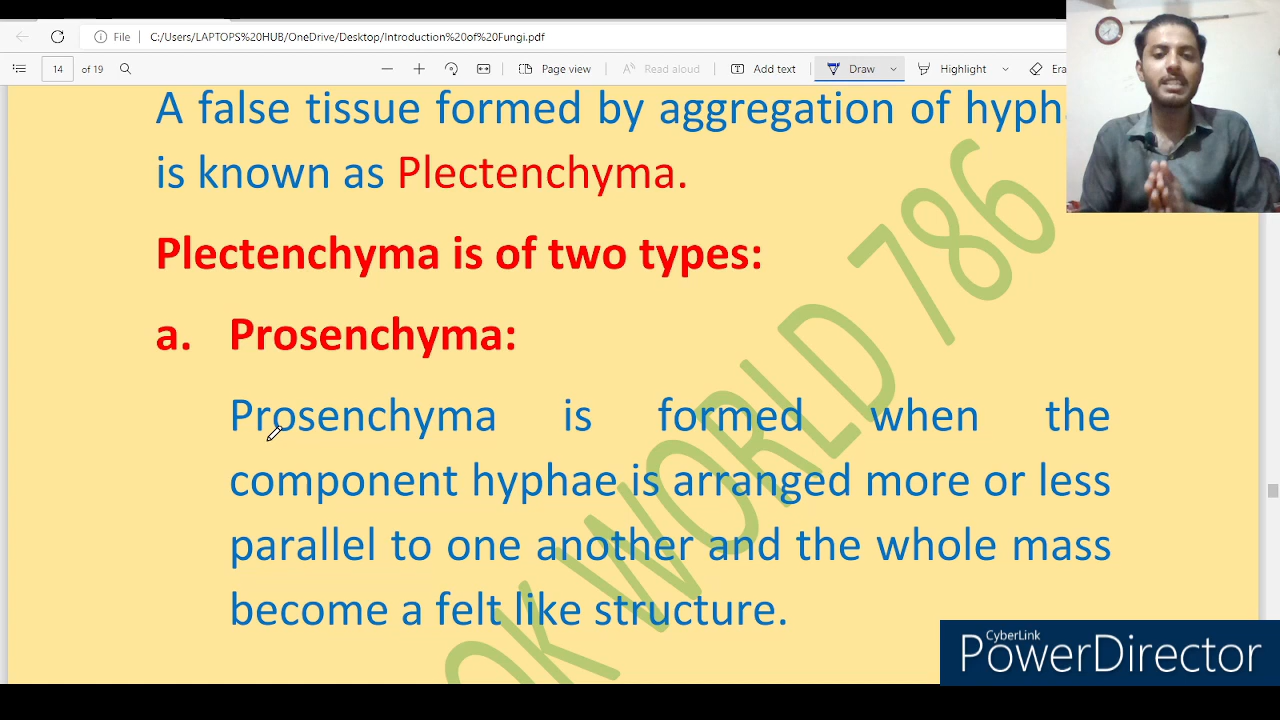 File
C:/Users/LAPTOPS%20HUB/OneDrive/Desktop/Introduction%20of%20Fungi.pdf
14 of 19
Page view
Read aloud
Add text
Draw
Highlight
A false tissue formed by aggregation of
is known as Plectenchyma.
Plectenchyma is of two types:
a. Prosenchyma:
Prosenchyma is formed when the
component hyphae is arranged more or less
parallel to one another and the whole mass
become a felt like structure.
WORLD 786
CyberLink
PowerDirector